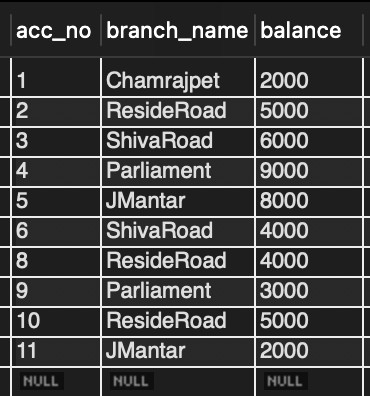 acc_no branch_name balance
1 Chamrajpet 2000
2 ResideRoad 5000
3 ShivaRoad 6000
4 Parliament 9000
5 JMantar 8000
6 ShivaRoad 4000
8 ResideRoad 4000
9 Parliament 3000
10 ResideRoad 5000
11 JMantar 2000
NULL NULL NULL